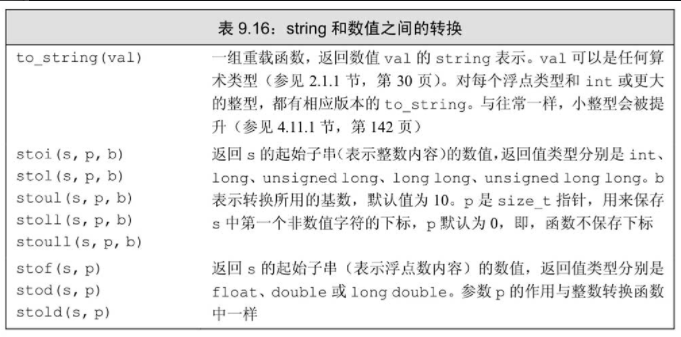 表 9.16：string 和数值之间的转换
to_string(val) 一组重载函数，返回数值 val 的 string 表示。val 可以是任何算
术类型（参见 2.1.1 节，第 30 页）。对每个浮点类型和 int 或更大
的整型，都有相应版本的 to_string。与往常一样，小整型会被提
升（参见 4.11.1 节，第 142 页）
stoi(s, p, b) 返回 s 的起始子串（表示整数内容）的数值，返回值类型分别是 int、
stol(s, p, b) long、unsigned long、long long、unsigned long long。b
stoul(s, p, b) 表示转换所用的基数，默认值为 10。p 是 size_t 指针，用来保存
stoll(s, p, b) s 中第一个非数值字符的下标，p 默认为 0，即，函数不保存下标
stoull(s, p, b)
stof(s, p) 返回 s 的起始子串（表示浮点数内容）的数值，返回值类型分别是
stod(s, p) float、double 或 long double。参数 p 的作用与整数转换函数
stold(s, p) 中一样